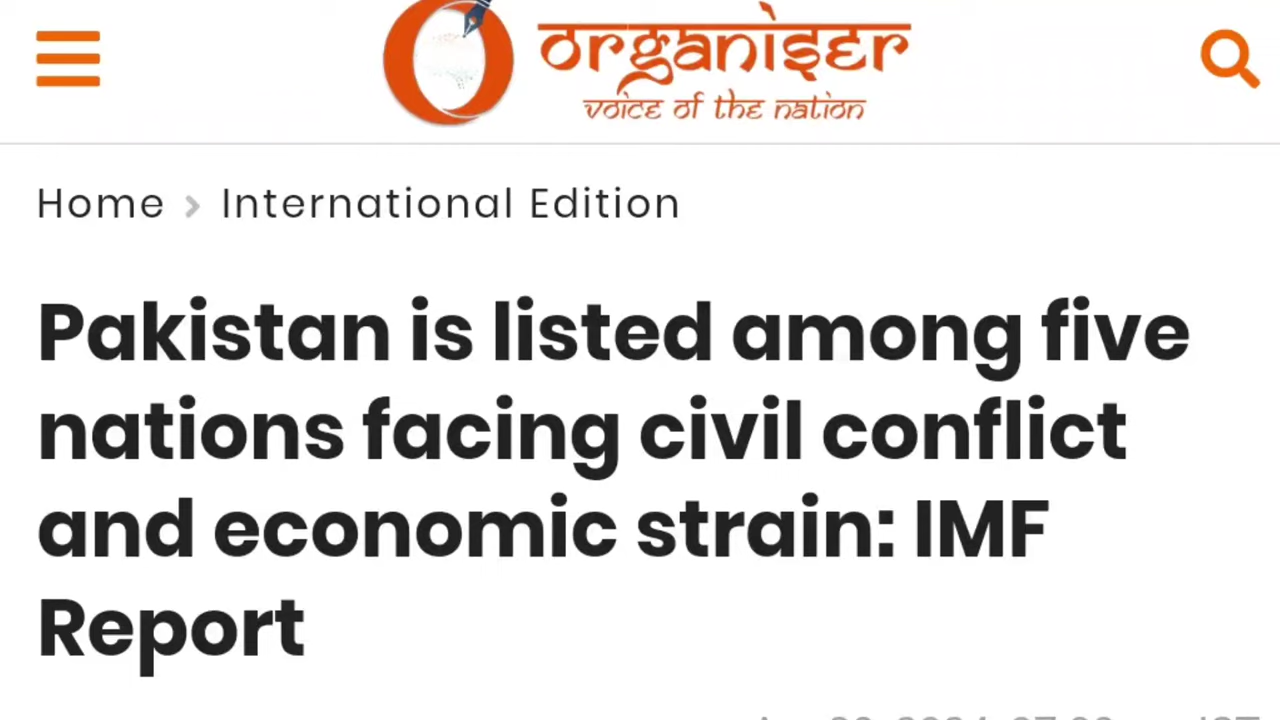 organiser
voice of the nation
Home > International Edition
Pakistan is listed among five
nations facing civil conflict
and economic strain: IMF
Report